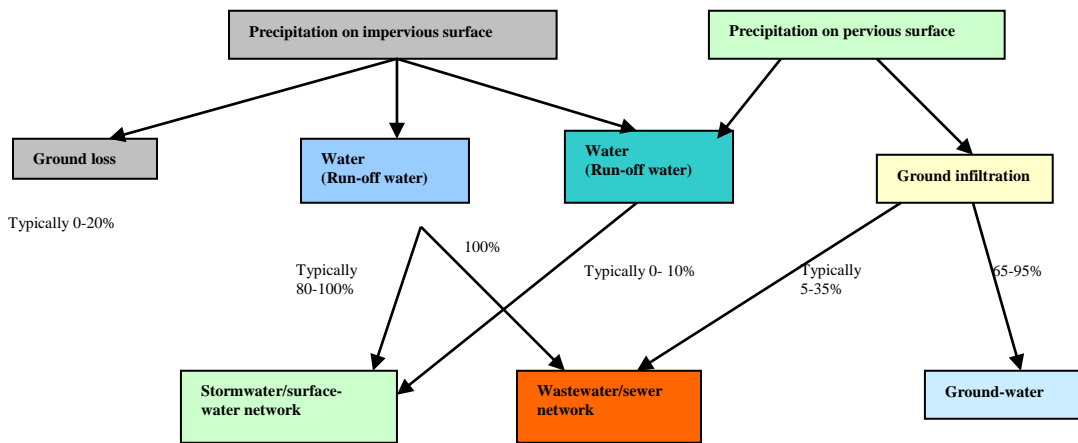 Precipitation on impervious surface
Precipitation on pervious surface
Ground loss
Water
(Run-off water)
Water
(Run-off water)
Ground infiltration
Typically 0-20%
Typically
80-100%
100%
Typically 0- 10%
Typically
5-35%
65-95%
Stormwater/surface-
water network
Wastewater/sewer
network
Ground-water